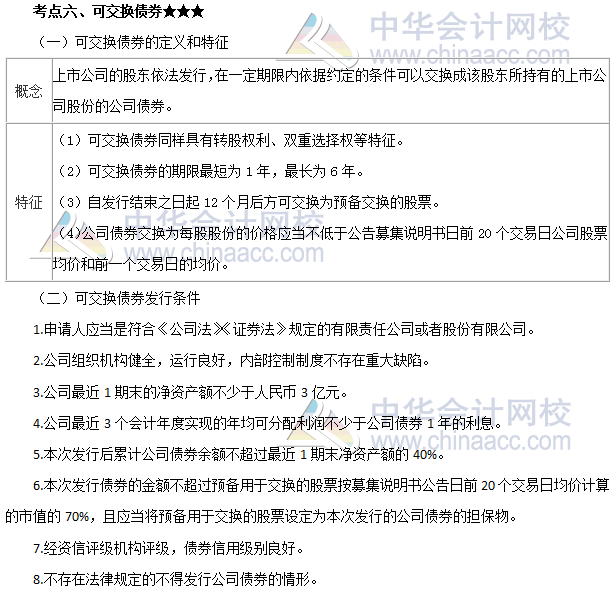 考点六、可交换债券★★★
中华会计网校
www.chinaacc.com
（一）可交换债券的定义和特征
概念
上市公司的股东依法发行，在一定期限内依据约定的条件可以交换成该股东所持有的上市公
司股份的公司债券。
特征
（1）可交换债券同样具有转股权利、双重选择权等特征。
（2）可交换债券的期限最短为 1 年，最长为 6 年。
（3）自发行结束之日起 12 个月后方可交换为预备交换的股票。
（4)公司债券交换为每股股份的价格应当不低于公告募集说明书日前 20 个交易日公司股票
均价和前一个交易日的均价。
中华会计网校
www.chinaacc.com
（二）可交换债券发行条件
1.申请人应当是符合《公司法》《证券法》规定的有限责任公司或者股份有限公司。
2.公司组织机构健全，运行良好，内部控制制度不存在重大缺陷。
3.公司最近 1 期末的净资产额不少于人民币 3 亿元。
4.公司最近 3 个会计年度实现的年均可分配利润不少于公司债券 1 年的利息。
中华会计网校
www.chinaacc.com
5.本次发行后累计公司债券余额不超过最近 1 期末净资产额的 40%。
6.本次发行债券的金额不超过预备用于交换的股票按募集说明书公告日前 20 个交易日均价计算
的市值的 70%，且应当将预备用于交换的股票设定为本次发行的公司债券的担保物。
7.经资信评级机构评级，债券信用级别良好。
8.不存在法律规定的不得发行公司债券的情形。